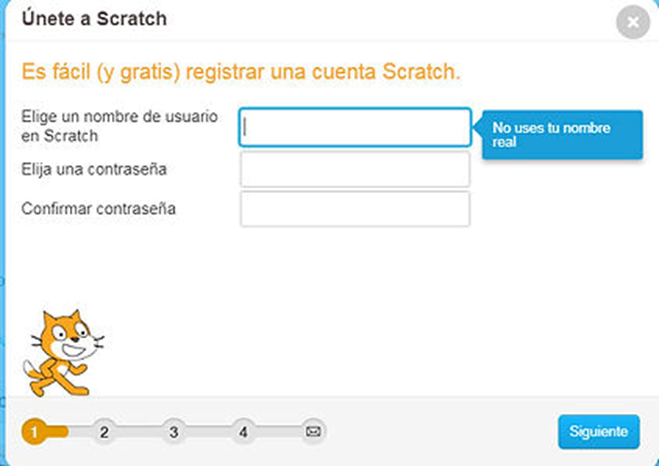 Únete a Scratch
Es fácil (y gratis) registrar una cuenta Scratch.
Elige un nombre de usuario
en Scratch
No uses tu nombre
real
Elija una contraseña
Confirmar contraseña
1 2 3 4
Siguiente